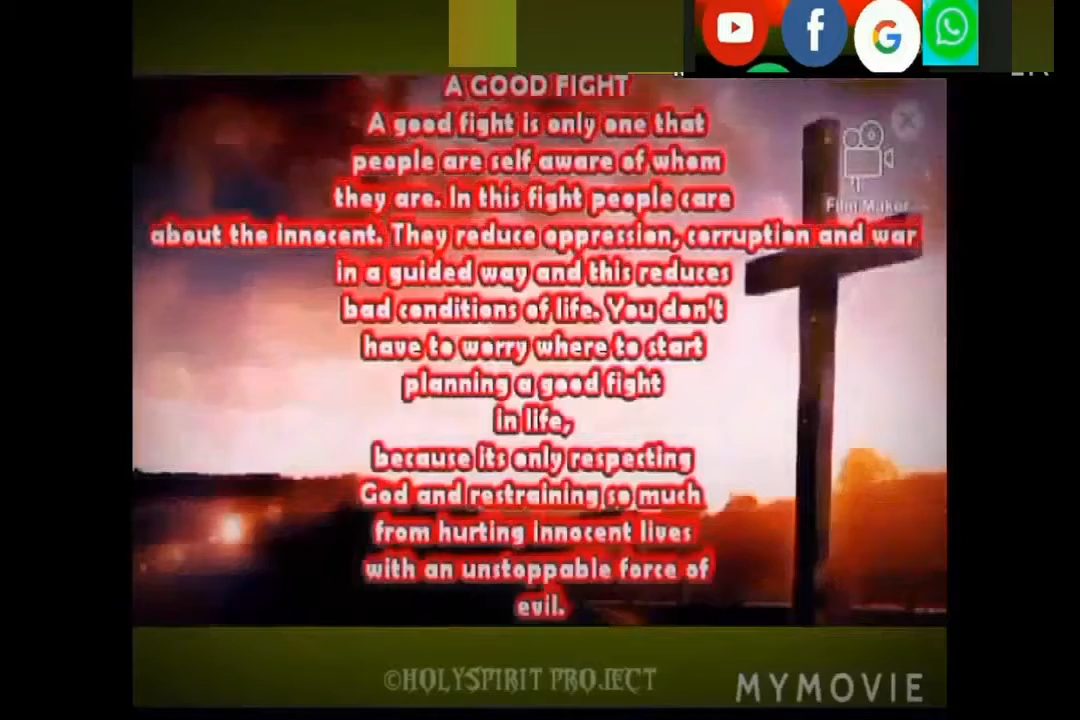 A GOOD FIGHT
A good fight is only one that
people are self aware of whom
they are. In this fight people care
about the innocent. They reduce oppression, corruption and war
in a guided way and this reduces
bad conditions of life. You don't
have to worry where to start
planning a good fight
in life,
because its only respecting
God and restraining so much
from hurting innocent lives
with an unstoppable force of
evil.
Film Maker
©HOLYSPIRIT PROJECT
MYMOVIE